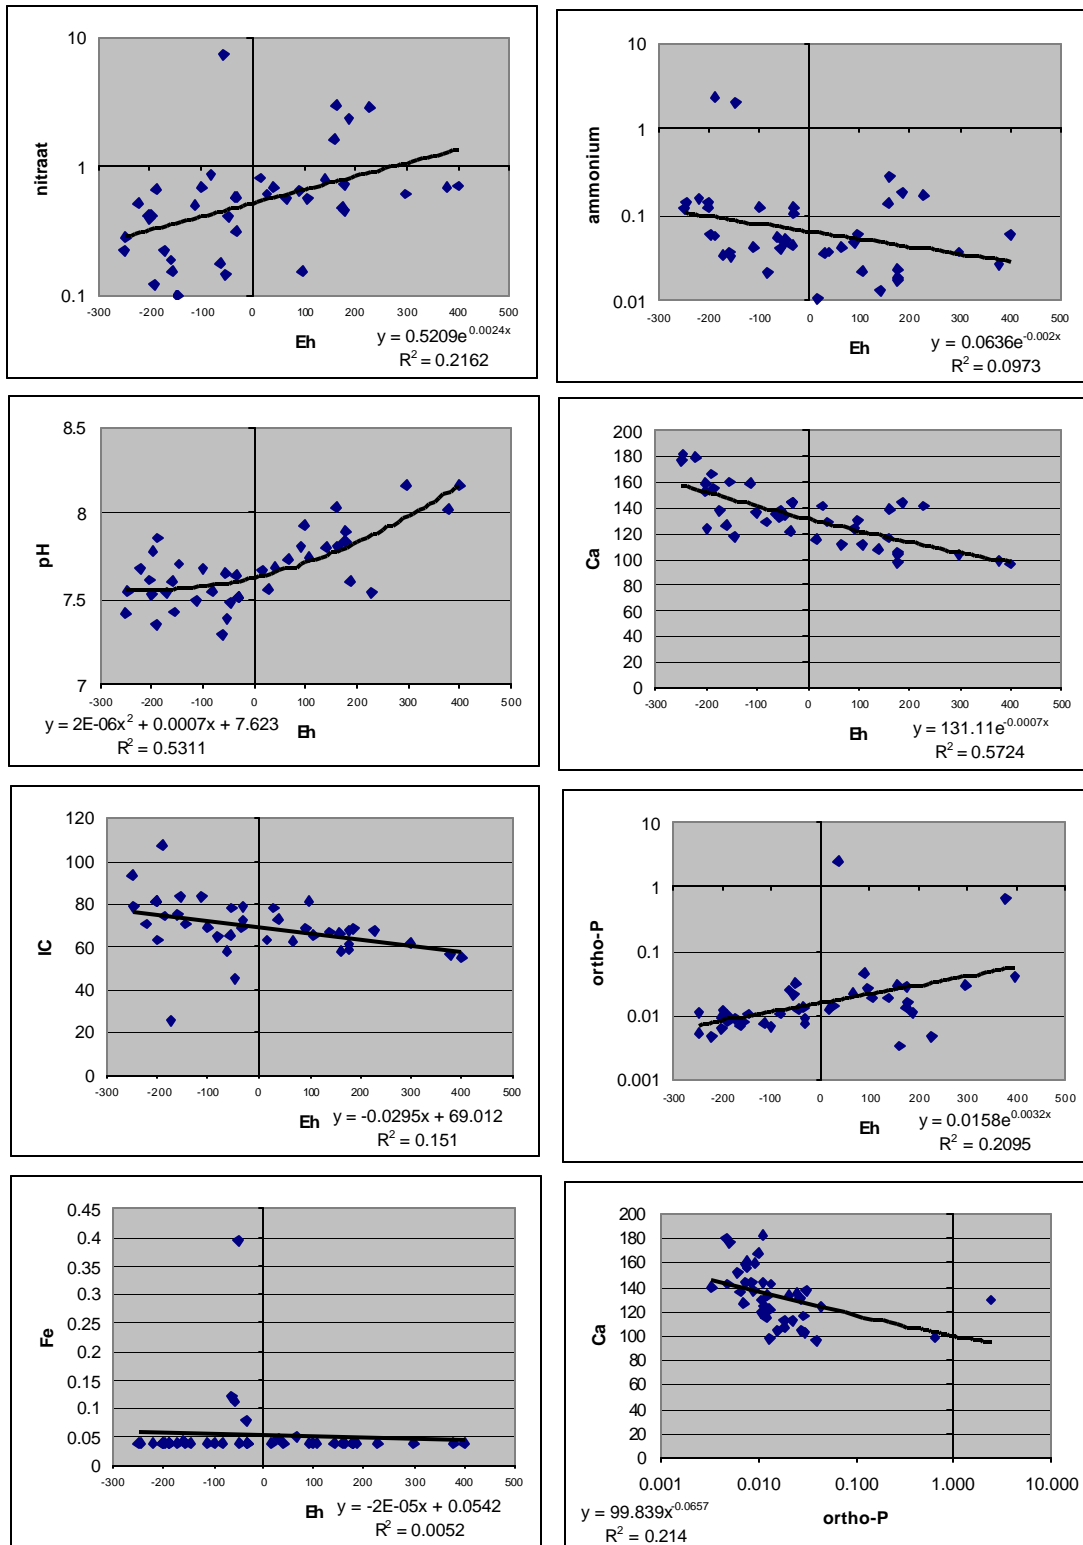 10
1
0.1
nitraat
-300 -200 -100 0 100 200 300 400 500
Eh
y = 0.5209e^0.0024x
R² = 0.2162
10
1
0.1
0.01
ammonium
-300 -200 -100 0 100 200 300 400 500
Eh
y = 0.0636e^-0.002x
R² = 0.0973
8.5
8
7.5
7
pH
-300 -200 -100 0 100 200 300 400 500
Eh
y = 2E-06x² + 0.0007x + 7.623
R² = 0.5311
200
180
160
140
120
100
80
60
40
20
0
Ca
-300 -200 -100 0 100 200 300 400 500
Eh
y = 131.11e^-0.0007x
R² = 0.5724
120
100
80
60
40
20
0
IC
-300 -200 -100 0 100 200 300 400 500
Eh
y = -0.0295x + 69.012
R² = 0.151
10
1
0.1
0.01
0.001
ortho-P
-300 -200 -100 0 100 200 300 400 500
Eh
y = 0.0158e^0.0032x
R² = 0.2095
0.45
0.4
0.35
0.3
0.25
0.2
0.15
0.1
0.05
0
Fe
-300 -200 -100 0 100 200 300 400 500
Eh
y = -2E-05x + 0.0542
R² = 0.0052
200
180
160
140
120
100
80
60
40
20
0
Ca
0.001 0.010 0.100 1.000 10.000
ortho-P
y = 99.839x^-0.0657
R² = 0.214